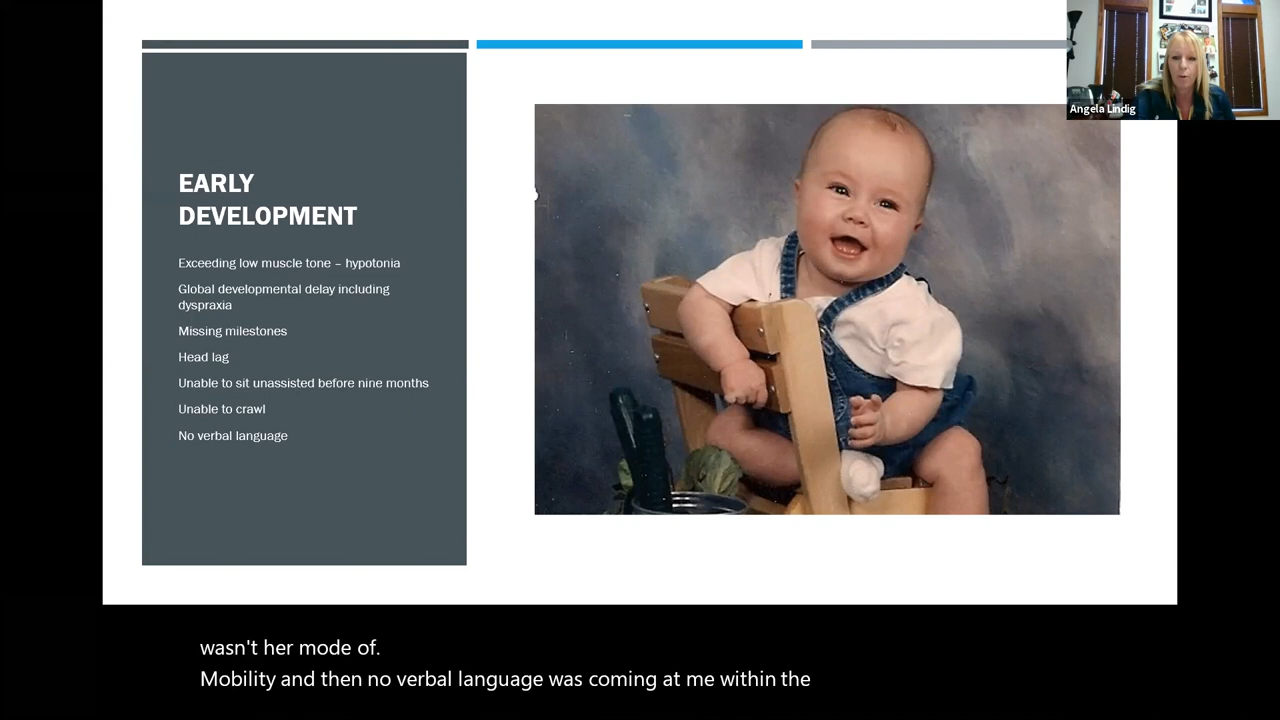 Angela Lindig
EARLY
DEVELOPMENT
Exceeding low muscle tone – hypotonia
Global developmental delay including
dyspraxia
Missing milestones
Head lag
Unable to sit unassisted before nine months
Unable to crawl
No verbal language
wasn't her mode of.
Mobility and then no verbal language was coming at me within the